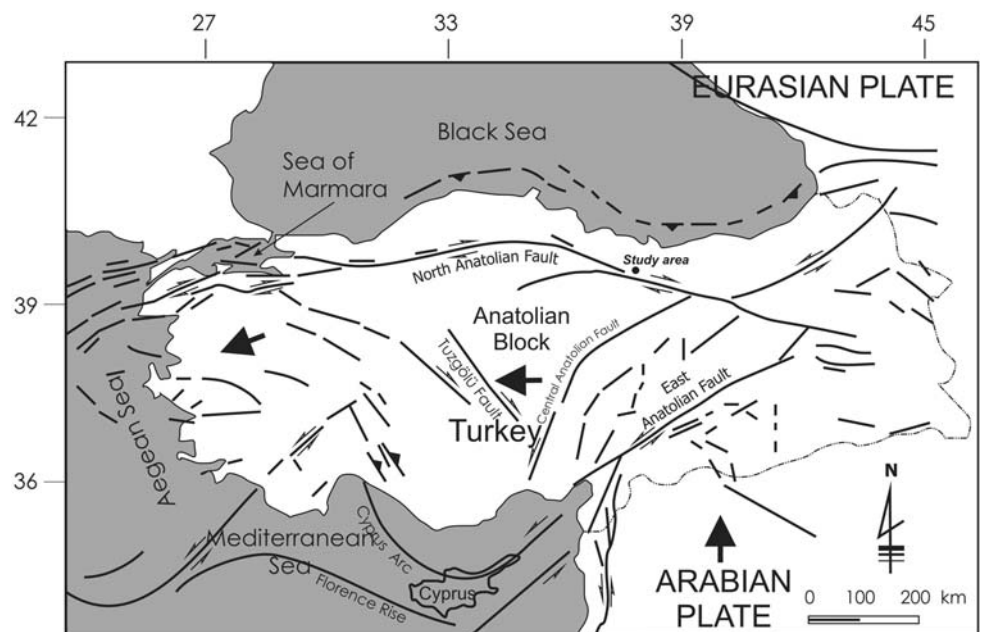 27 33 39 45
42
39
36
EURASIAN PLATE
Black Sea
Sea of
Marmara
North Anatolian Fault
Study area
Anatolian
Block
Tuzgölü Fault
Central Anatolian Fault
East
Anatolian Fault
Turkey
Aegean Seal
Mediterranean
Sea
Cyprus Arc
Florence Rise
Cyprus
N
ARABIAN
PLATE
0 100 200
km